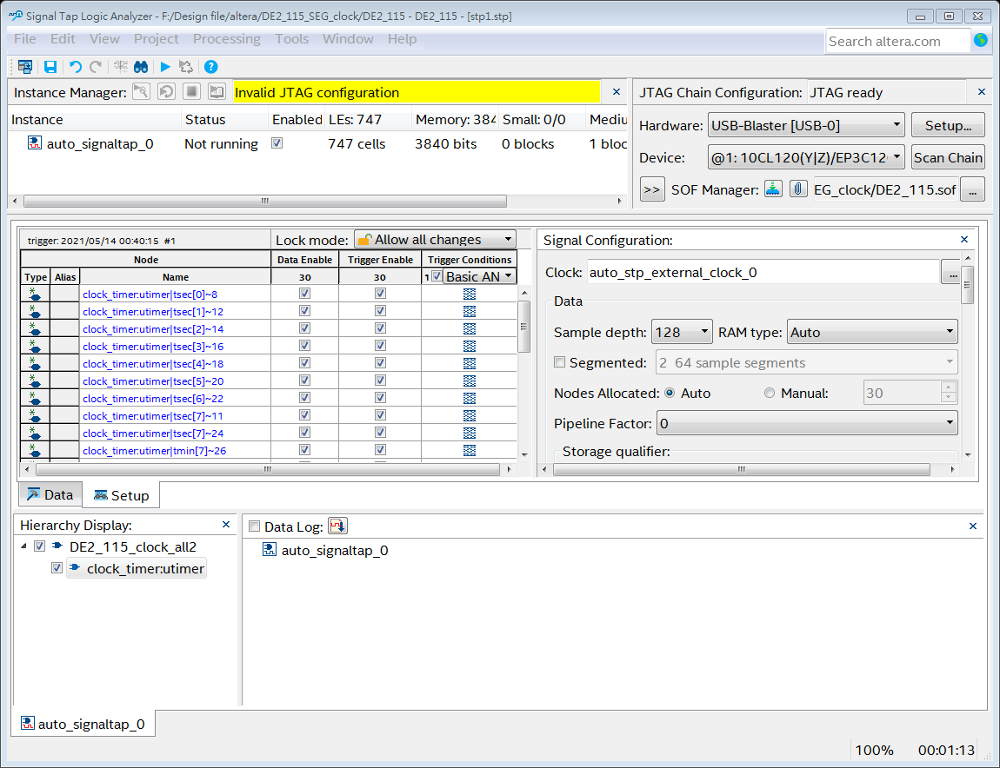 Signal Tap Logic Analyzer - F:/Design file/altera/DE2_115_SEG_clock/DE2_115 - DE2_115 - [stp1.stp]
File Edit View Project Processing Tools Window Help
Search altera.com
Instance Manager: Invalid JTAG configuration
Instance Status Enabled LEs: 747 Memory: 384 Small: 0/0 Mediu
auto_signaltap_0 Not running 747 cells 3840 bits 0 blocks 1 bloc
JTAG Chain Configuration: JTAG ready
Hardware: USB-Blaster [USB-0] Setup...
Device: @1: 10CL120(Y|Z)/EP3C12 Scan Chain
>> SOF Manager: EG_clock/DE2_115.sof ...
trigger: 2021/05/14 00:40:15 #1 Lock mode: Allow all changes
Node Data Enable Trigger Enable Trigger Conditions
Type Alias Name 30 30 1 Basic AN
clock_timer:utimer|tsec[0]~8
clock_timer:utimer|tsec[1]~12
clock_timer:utimer|tsec[2]~14
clock_timer:utimer|tsec[3]~16
clock_timer:utimer|tsec[4]~18
clock_timer:utimer|tsec[5]~20
clock_timer:utimer|tsec[6]~22
clock_timer:utimer|tsec[7]~11
clock_timer:utimer|tsec[7]~24
clock_timer:utimer|tmin[7]~26
Signal Configuration:
Clock: auto_stp_external_clock_0 ...
Data
Sample depth: 128 RAM type: Auto
Segmented: 2 64 sample segments
Nodes Allocated: Auto Manual: 30
Pipeline Factor: 0
Storage qualifier:
Data Setup
Hierarchy Display:
DE2_115_clock_all2
clock_timer:utimer
Data Log:
auto_signaltap_0
auto_signaltap_0
100% 00:01:13